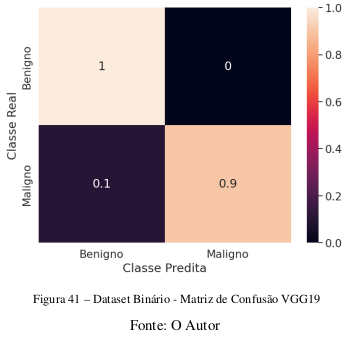 1.0
Benigno
1
0
0.8
Classe Real
0.6
0.4
Maligno
0.1
0.9
0.2
0.0
Benigno
Maligno
Classe Predita
Figura 41 – Dataset Binário - Matriz de Confusão VGG19
Fonte: O Autor